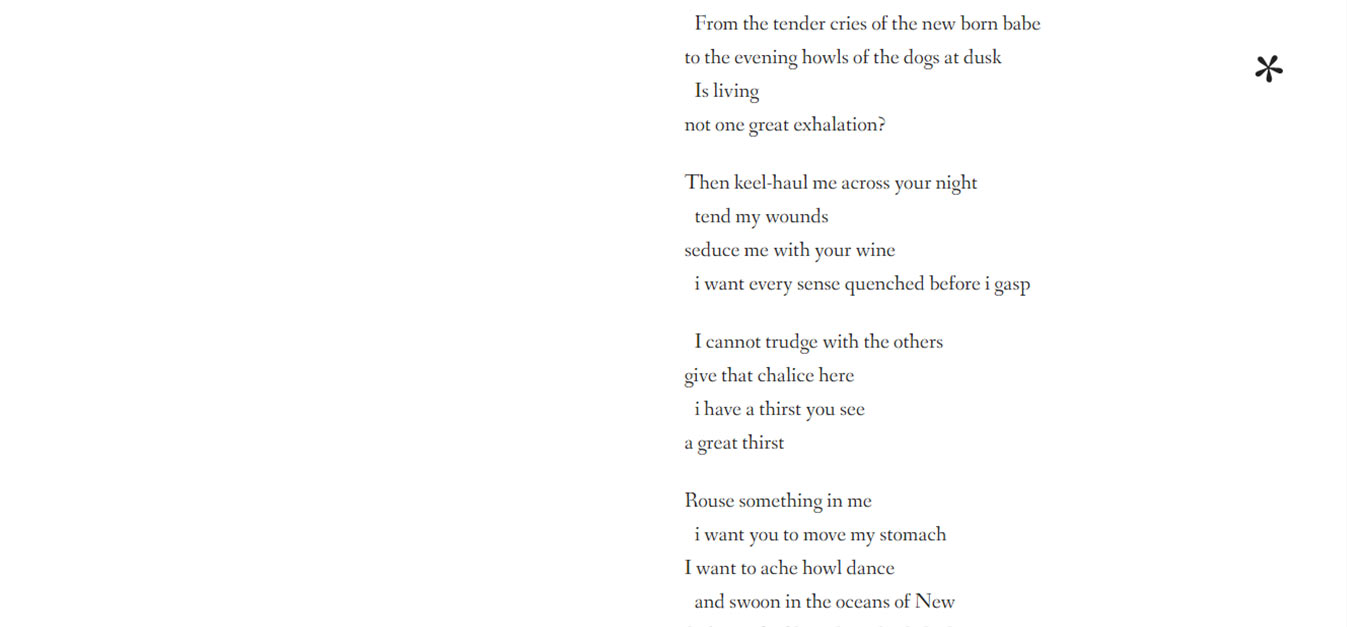 From the tender cries of the new born babe
to the evening howls of the dogs at dusk
Is living
not one great exhalation?
Then keel-haul me across your night
tend my wounds
seduce me with your wine
i want every sense quenched before i gasp
I cannot trudge with the others
give that chalice here
i have a thirst you see
a great thirst
Rouse something in me
i want you to move my stomach
I want to ache howl dance
and swoon in the oceans of New